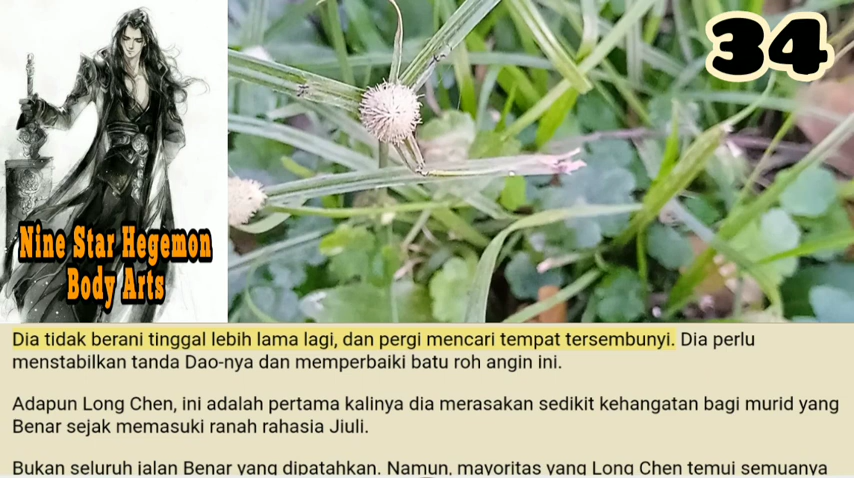 34
Nine Star Hegemon
Body Arts
Dia tidak berani tinggal lebih lama lagi, dan pergi mencari tempat tersembunyi. Dia perlu
menstabilkan tanda Dao-nya dan memperbaiki batu roh angin ini.
Adapun Long Chen, ini adalah pertama kalinya dia merasakan sedikit kehangatan bagi murid yang
Benar sejak memasuki ranah rahasia Jiuli.
Bukan seluruh jalan Benar yang dipatahkan. Namun, mayoritas yang Long Chen temui semuanya